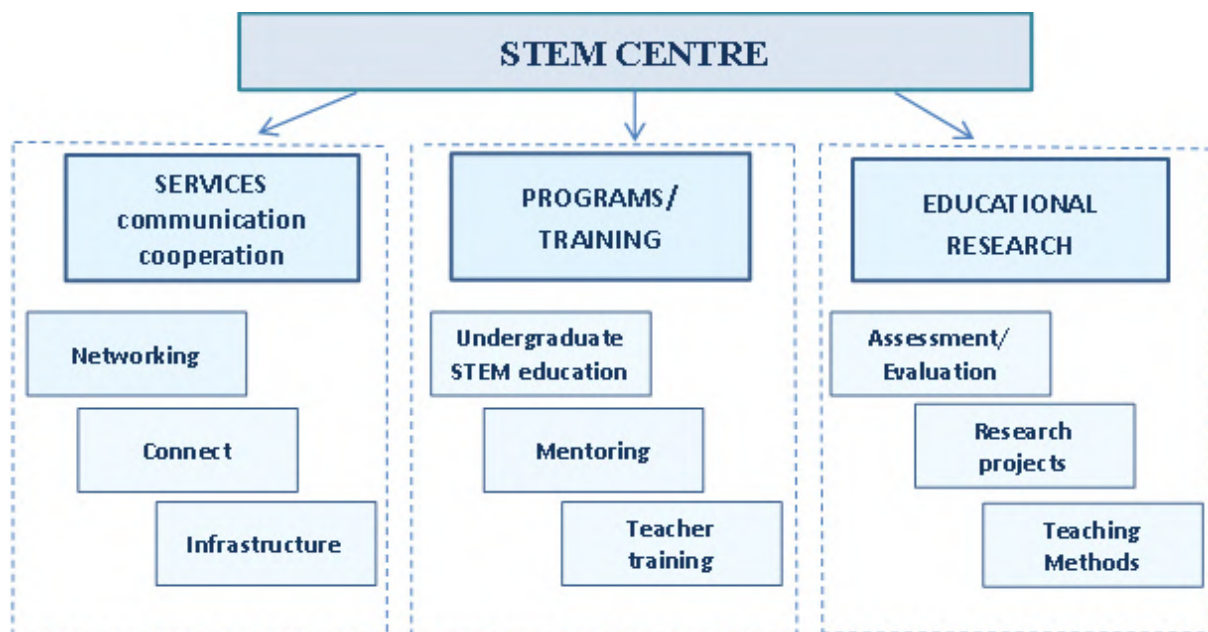 STEM CENTRE
SERVICES
communication
cooperation
Networking
Connect
Infrastructure
PROGRAMS/
TRAINING
Undergraduate
STEM education
Mentoring
Teacher
training
EDUCATIONAL
RESEARCH
Assessment/
Evaluation
Research
projects
Teaching
Methods